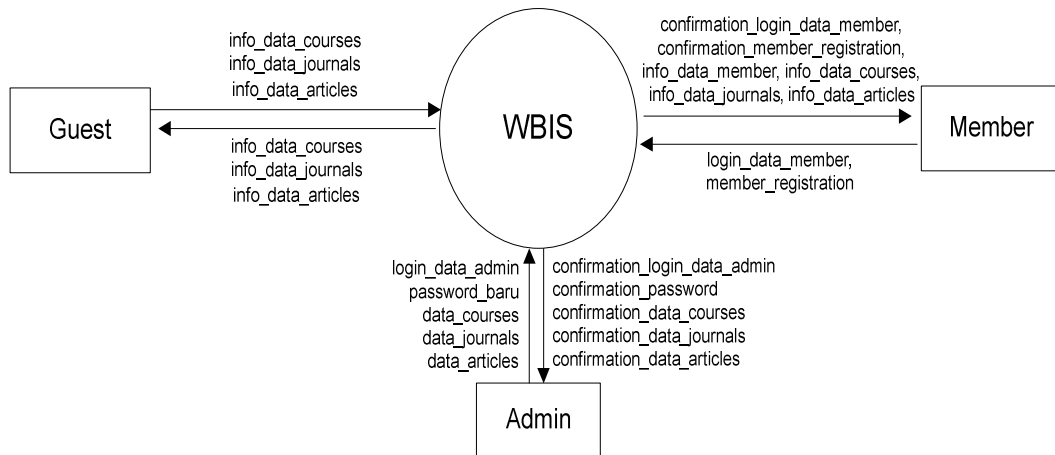 info_data_courses
info_data_journals
info_data_articles
Guest
info_data_courses
info_data_journals
info_data_articles
WBIS
confirmation_login_data_member,
confirmation_member_registration,
info_data_member, info_data_courses,
info_data_journals, info_data_articles
Member
login_data_member,
member_registration
login_data_admin
password_baru
data_courses
data_journals
data_articles
confirmation_login_data_admin
confirmation_password
confirmation_data_courses
confirmation_data_journals
confirmation_data_articles
Admin